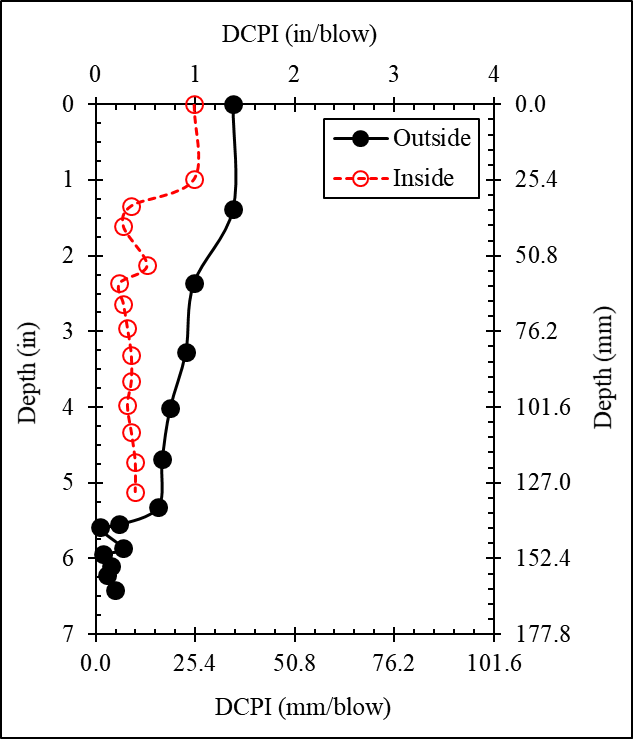 DCPI (in/blow)
0 1 2 3 4
0 0.0
Outside
Inside
1 25.4
2 50.8
3 76.2
Depth (in)
Depth (mm)
4 101.6
5 127.0
6 152.4
7 177.8
0.0 25.4 50.8 76.2 101.6
DCPI (mm/blow)